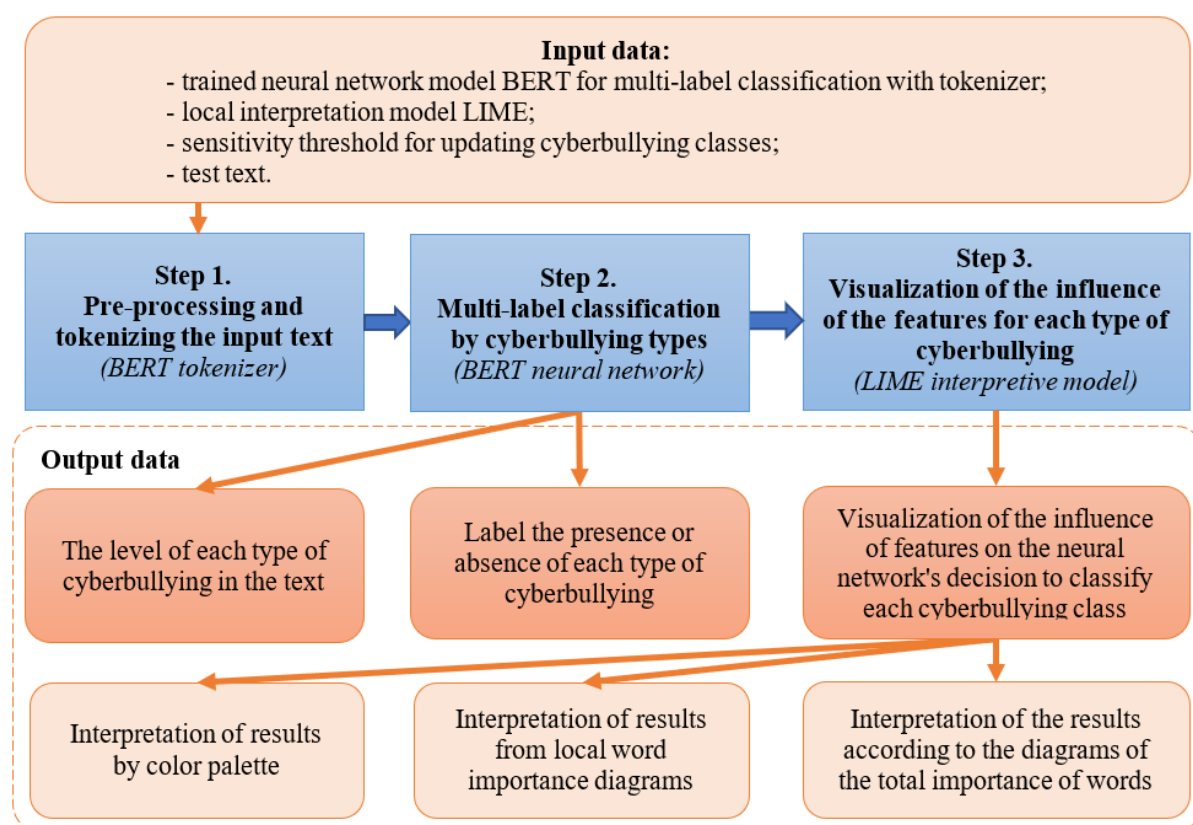 Input data:
- trained neural network model BERT for multi-label classification with tokenizer;
- local interpretation model LIME;
- sensitivity threshold for updating cyberbullying classes;
- test text.
Step 1.
Pre-processing and
tokenizing the input text
(BERT tokenizer)
Step 2.
Multi-label classification
by cyberbullying types
(BERT neural network)
Step 3.
Visualization of the influence
of the features for each type of
cyberbullying
(LIME interpretive model)
Output data
The level of each type of
cyberbullying in the text
Label the presence or
absence of each type of
cyberbullying
Visualization of the influence
of features on the neural
network's decision to classify
each cyberbullying class
Interpretation of results
by color palette
Interpretation of results
from local word
importance diagrams
Interpretation of the results
according to the diagrams of
the total importance of words